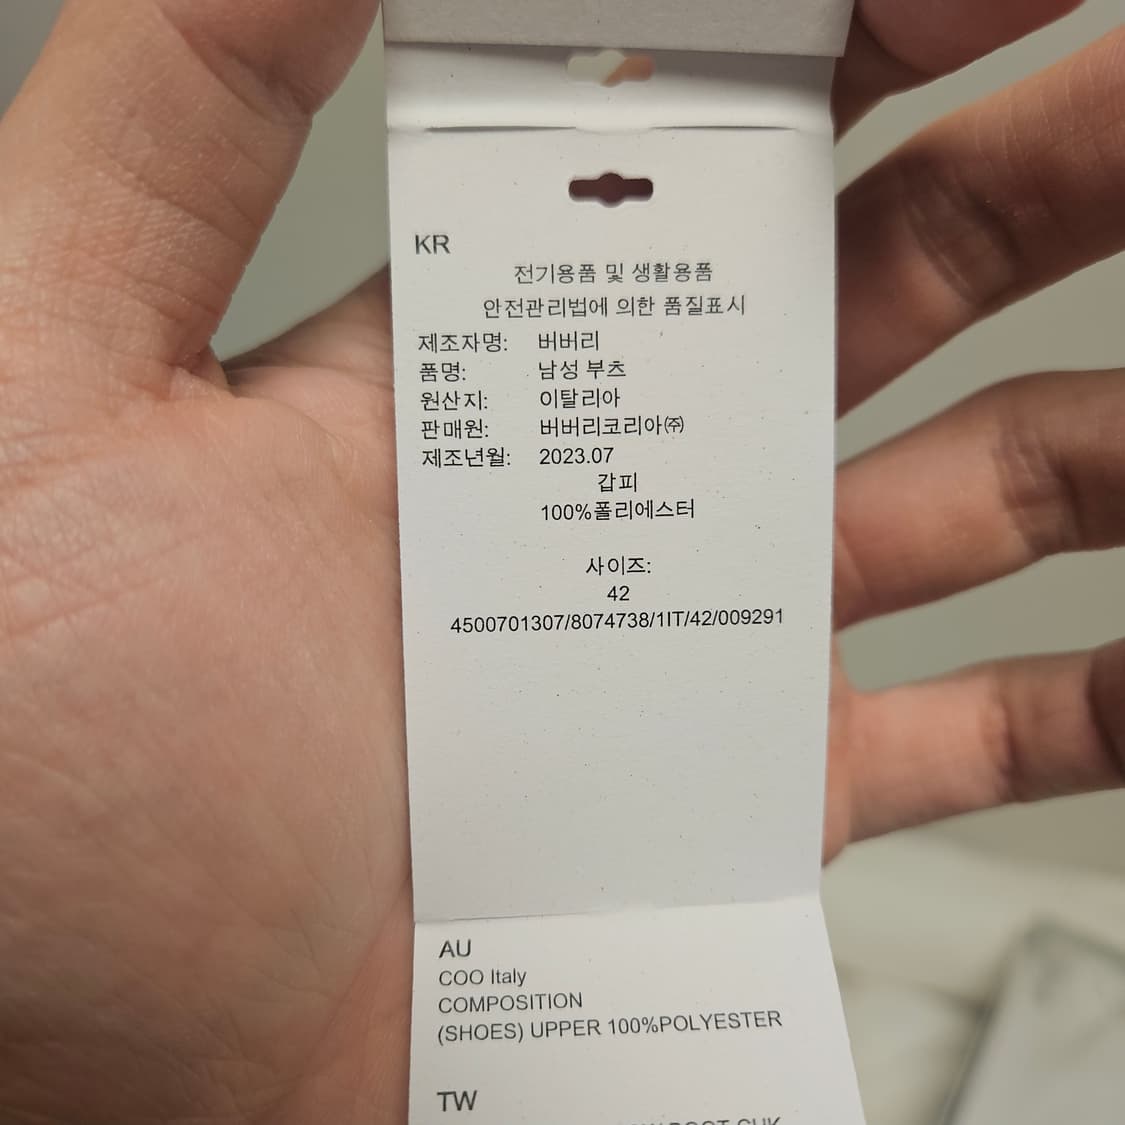 KR
전기용품 및 생활용품
안전관리법에 의한 품질표시
제조자명: 버버리
품명: 남성 부츠
원산지: 이탈리아
판매원: 버버리코리아㈜
제조년월: 2023.07
갑피
100%폴리에스터
사이즈:
42
4500701307/8074738/1IT/42/009291
AU
COO Italy
COMPOSITION
(SHOES) UPPER 100%POLYESTER
TW